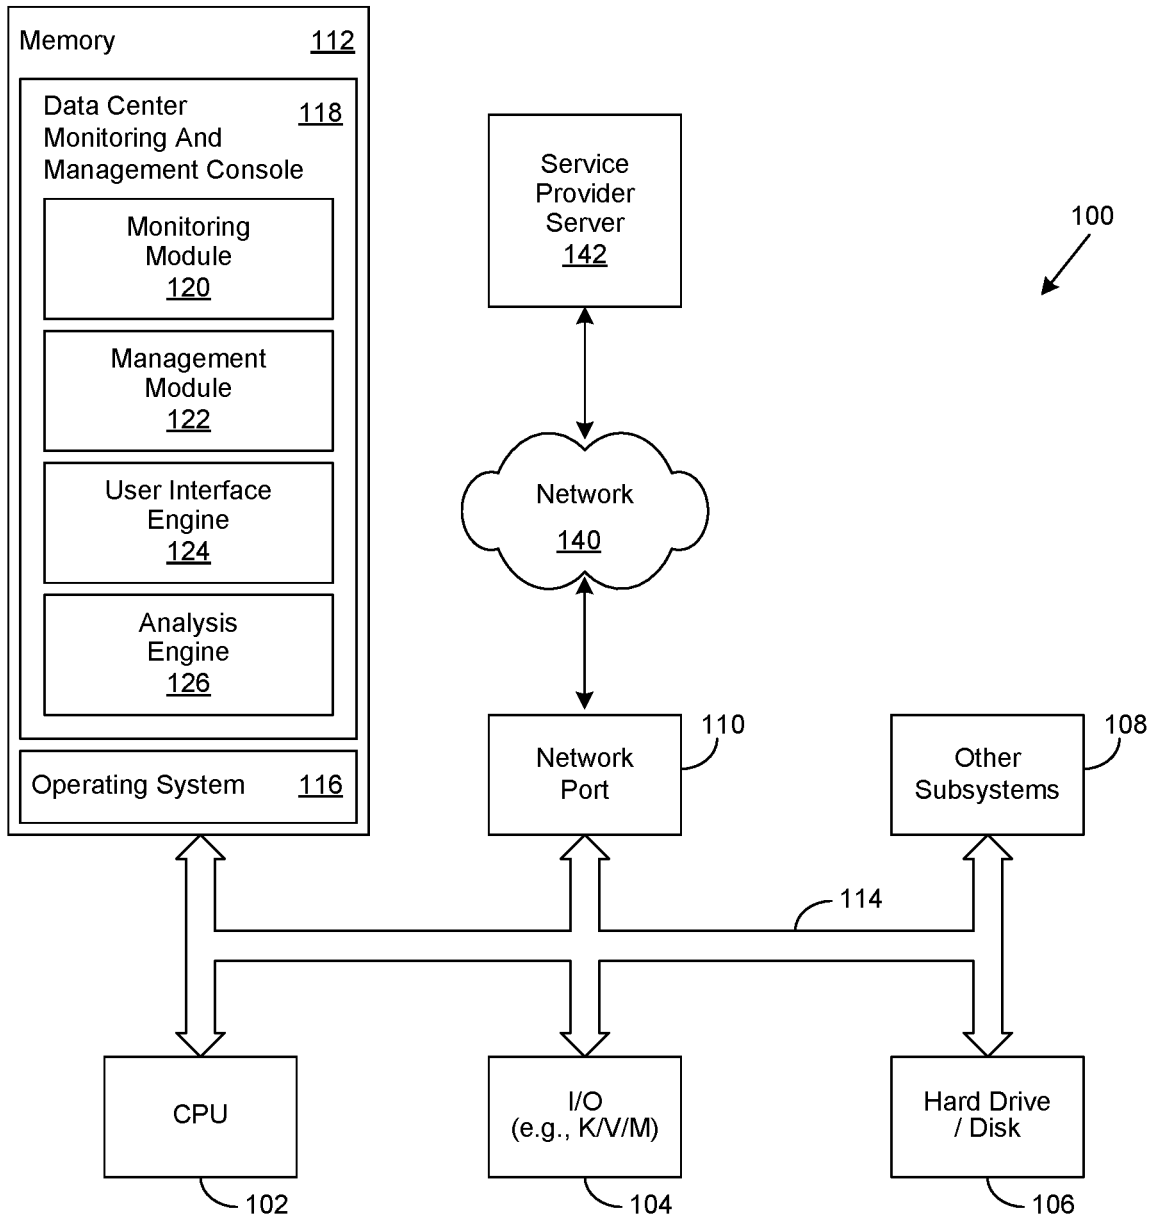 Memory 112
Data Center 118
Monitoring And
Management Console
Monitoring
Module
120
Management
Module
122
User Interface
Engine
124
Analysis
Engine
126
Operating System 116
Service
Provider
Server
142
100
Network
140
Network
Port
110
Other
Subsystems
108
114
CPU
102
I/O
(e.g., K/V/M)
104
Hard Drive
/ Disk
106